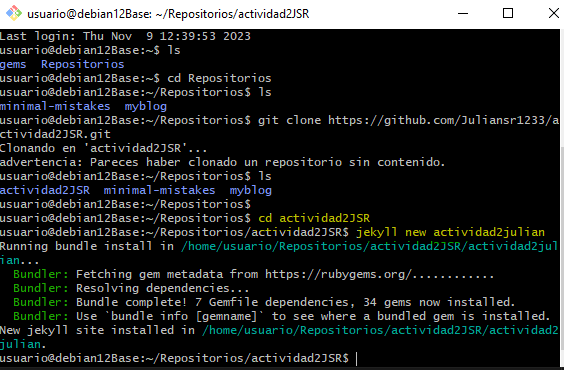 usuario@debian12Base: ~/Repositorios/actividad2JSR
Last login: Thu Nov  9 12:39:53 2023
usuario@debian12Base:~$ ls
gems  Repositorios
usuario@debian12Base:~$ cd Repositorios
usuario@debian12Base:~/Repositorios$ ls
minimal-mistakes  myblog
usuario@debian12Base:~/Repositorios$ git clone https://github.com/Juliansr1233/a
ctividad2JSR.git
Clonando en 'actividad2JSR'...
advertencia: Pareces haber clonado un repositorio sin contenido.
usuario@debian12Base:~/Repositorios$ ls
actividad2JSR  minimal-mistakes  myblog
usuario@debian12Base:~/Repositorios$
usuario@debian12Base:~/Repositorios$ cd actividad2JSR
usuario@debian12Base:~/Repositorios/actividad2JSR$ jekyll new actividad2julian
Running bundle install in /home/usuario/Repositorios/actividad2JSR/actividad2jul
ian...
  Bundler: Fetching gem metadata from https://rubygems.org/............
  Bundler: Resolving dependencies...
  Bundler: Bundle complete! 7 Gemfile dependencies, 34 gems now installed.
  Bundler: Use `bundle info [gemname]` to see where a bundled gem is installed.
New jekyll site installed in /home/usuario/Repositorios/actividad2JSR/actividad2
julian.
usuario@debian12Base:~/Repositorios/actividad2JSR$